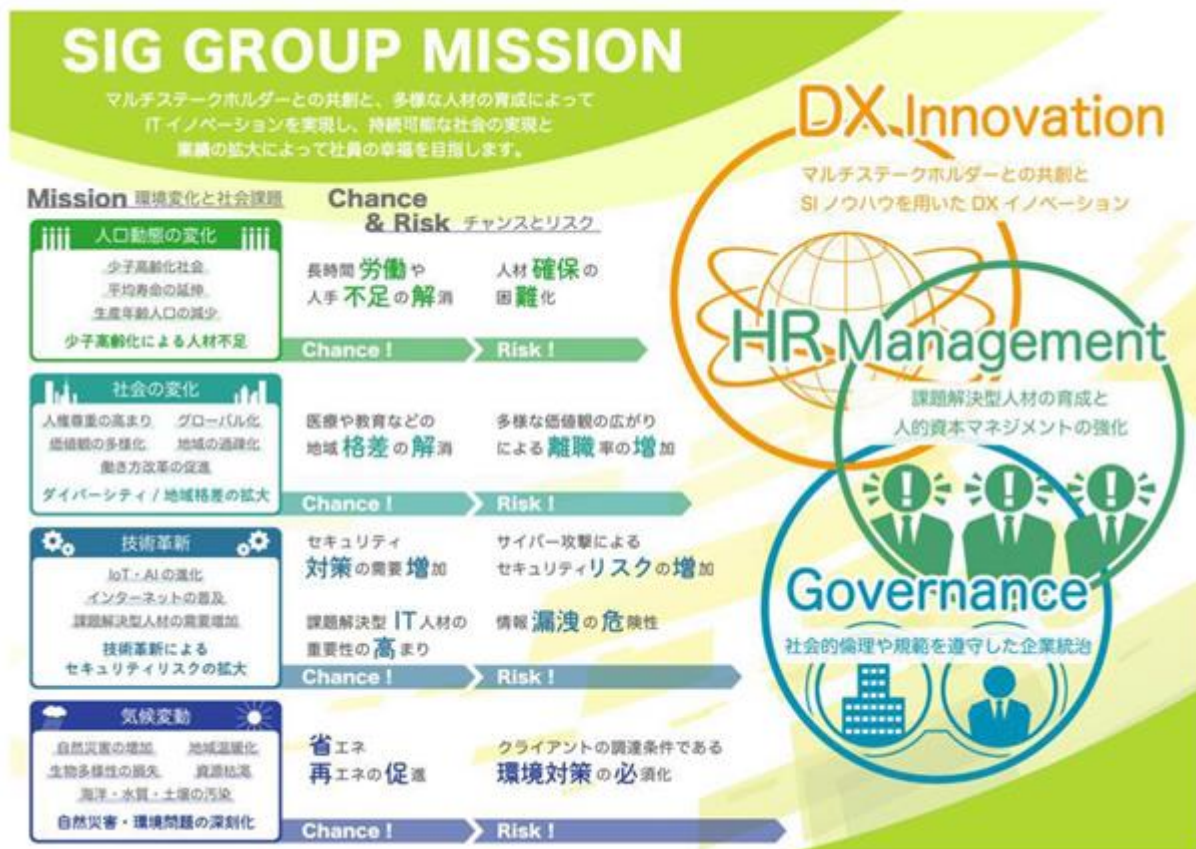 SIG GROUP MISSION
マルチステークホルダーとの共創と、多様な人材の育成によって
ITイノベーションを実現し、持続可能な社会の実現と
業績の拡大によって社員の幸福を目指します。
Mission 環境変化と社会課題
Chance
& Risk チャンスとリスク
人口動態の変化
少子高齢化社会
平均寿命の延伸
生産年齢人口の減少
少子高齢化による人材不足
長時間労働や
人手不足の解消
人材確保の
困難化
Chance !
Risk !
社会の変化
人権尊重の高まり グローバル化
価値観の多様化 地域の過疎化
働き方改革の促進
ダイバーシティ / 地域格差の拡大
医療や教育などの
地域格差の解消
多様な価値観の広がり
による離職率の増加
Chance !
Risk !
技術革新
IoT・AIの進化
インターネットの普及
課題解決型人材の需要増加
技術革新による
セキュリティリスクの拡大
セキュリティ
対策の需要増加
課題解決型IT人材の
重要性の高まり
サイバー攻撃による
セキュリティリスクの増加
情報漏洩の危険性
Chance !
Risk !
気候変動
自然災害の増加 地域温暖化
生物多様性の損失 資源枯渇
海洋・水質・土壌の汚染
自然災害・環境問題の深刻化
省エネ
再エネの促進
クライアントの調達条件である
環境対策の必須化
Chance !
Risk !
DX Innovation
マルチステークホルダーとの共創と
SIノウハウを用いたDXイノベーション
HR Management
課題解決型人材の育成と
人的資本マネジメントの強化
Governance
社会的倫理や規範を遵守した企業統治